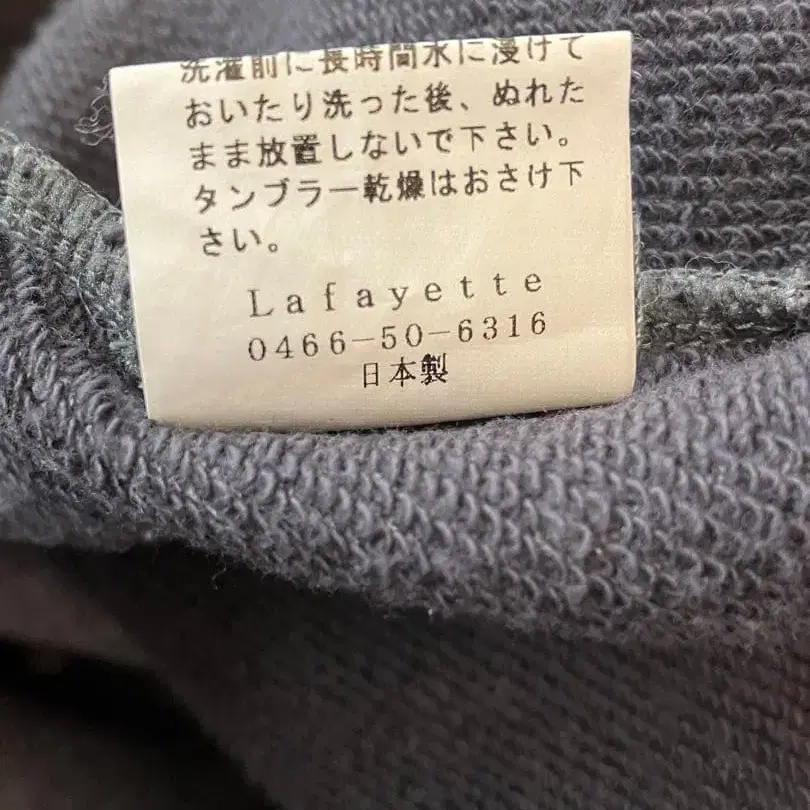 洗濯前に長時間水に浸けて
おいたり洗った後、ぬれた
まま放置しないで下さい。
タンブラー乾燥はおさけ下
さい。
Lafayette
0466-50-6316
日本製